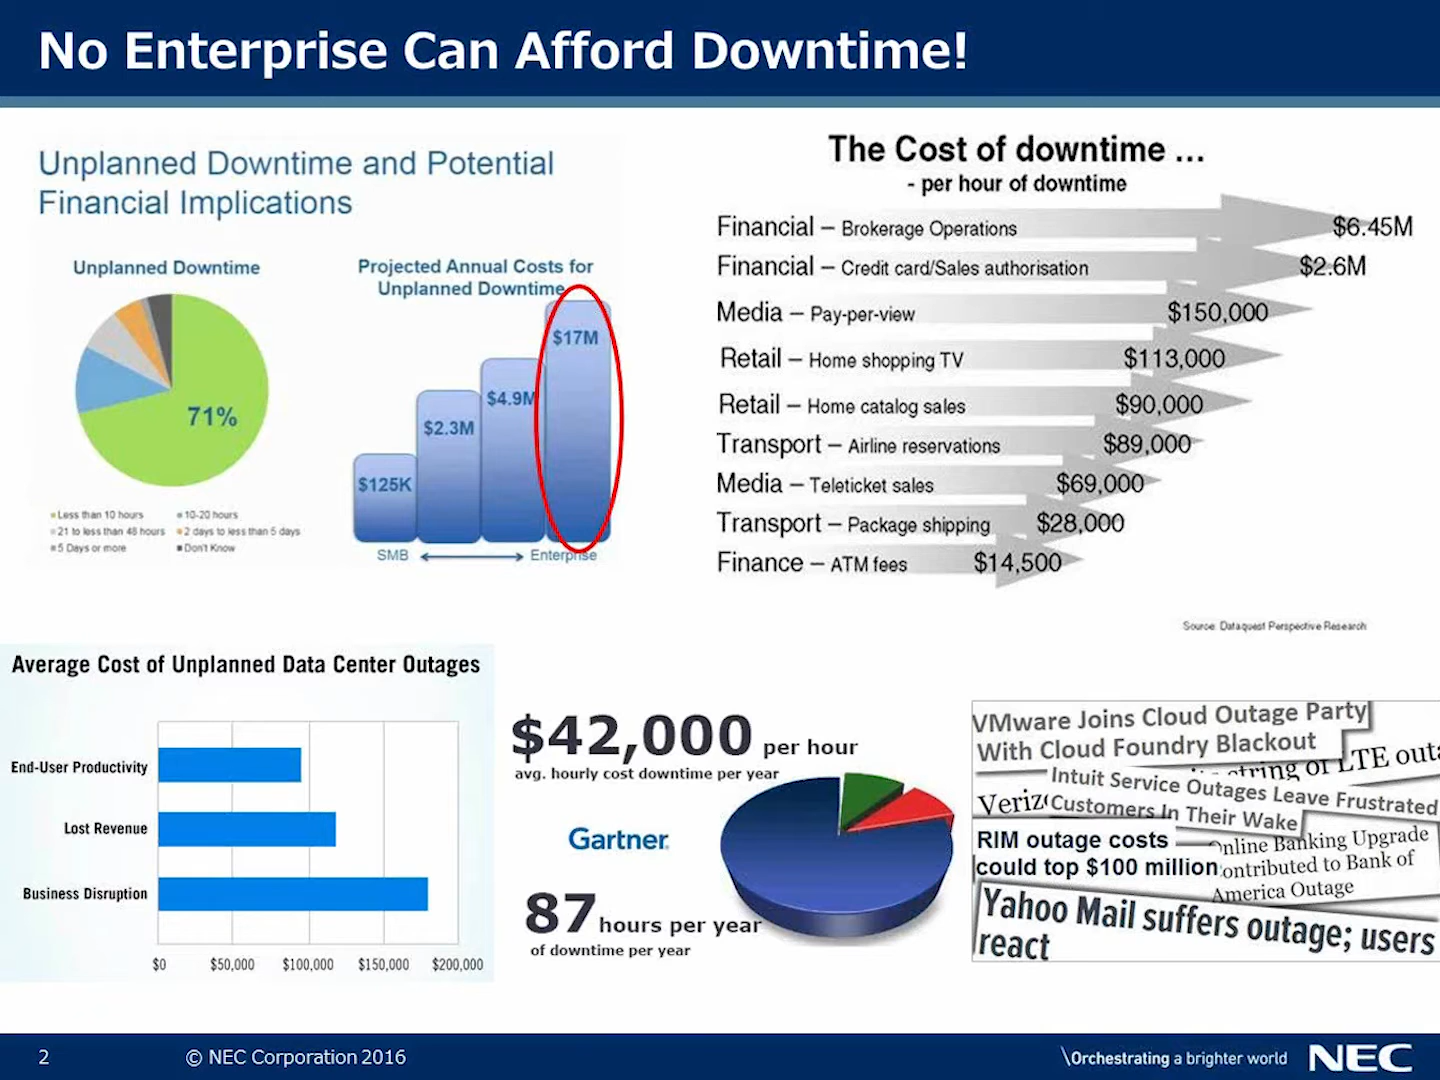 No Enterprise Can Afford Downtime!
Unplanned Downtime and Potential
Financial Implications
Unplanned Downtime
71%
Less than 10 hours
10-20 hours
21 to less than 48 hours
2 days to less than 5 days
5 Days or more
Don't Know
Projected Annual Costs for
Unplanned Downtime
$125K
$2.3M
$4.9M
$17M
SMB
Enterprise
The Cost of downtime ...
- per hour of downtime
Financial – Brokerage Operations $6.45M
Financial – Credit card/Sales authorisation $2.6M
Media – Pay-per-view $150,000
Retail – Home shopping TV $113,000
Retail – Home catalog sales $90,000
Transport – Airline reservations $89,000
Media – Teleticket sales $69,000
Transport – Package shipping $28,000
Finance – ATM fees $14,500
Source: Dataquest Perspective Research
Average Cost of Unplanned Data Center Outages
End-User Productivity
Lost Revenue
Business Disruption
$0 $50,000 $100,000 $150,000 $200,000
$42,000 per hour
avg. hourly cost downtime per year
Gartner
87 hours per year
of downtime per year
VMware Joins Cloud Outage Party
With Cloud Foundry Blackout
string of LTE outa
Intuit Service Outages Leave Frustrated
Customers In Their Wake
Veriz
RIM outage costs
could top $100 million
Online Banking Upgrade
ontributed to Bank of
America Outage
Yahoo Mail suffers outage; users
react
2
© NEC Corporation 2016
\Orchestrating a brighter world
NEC